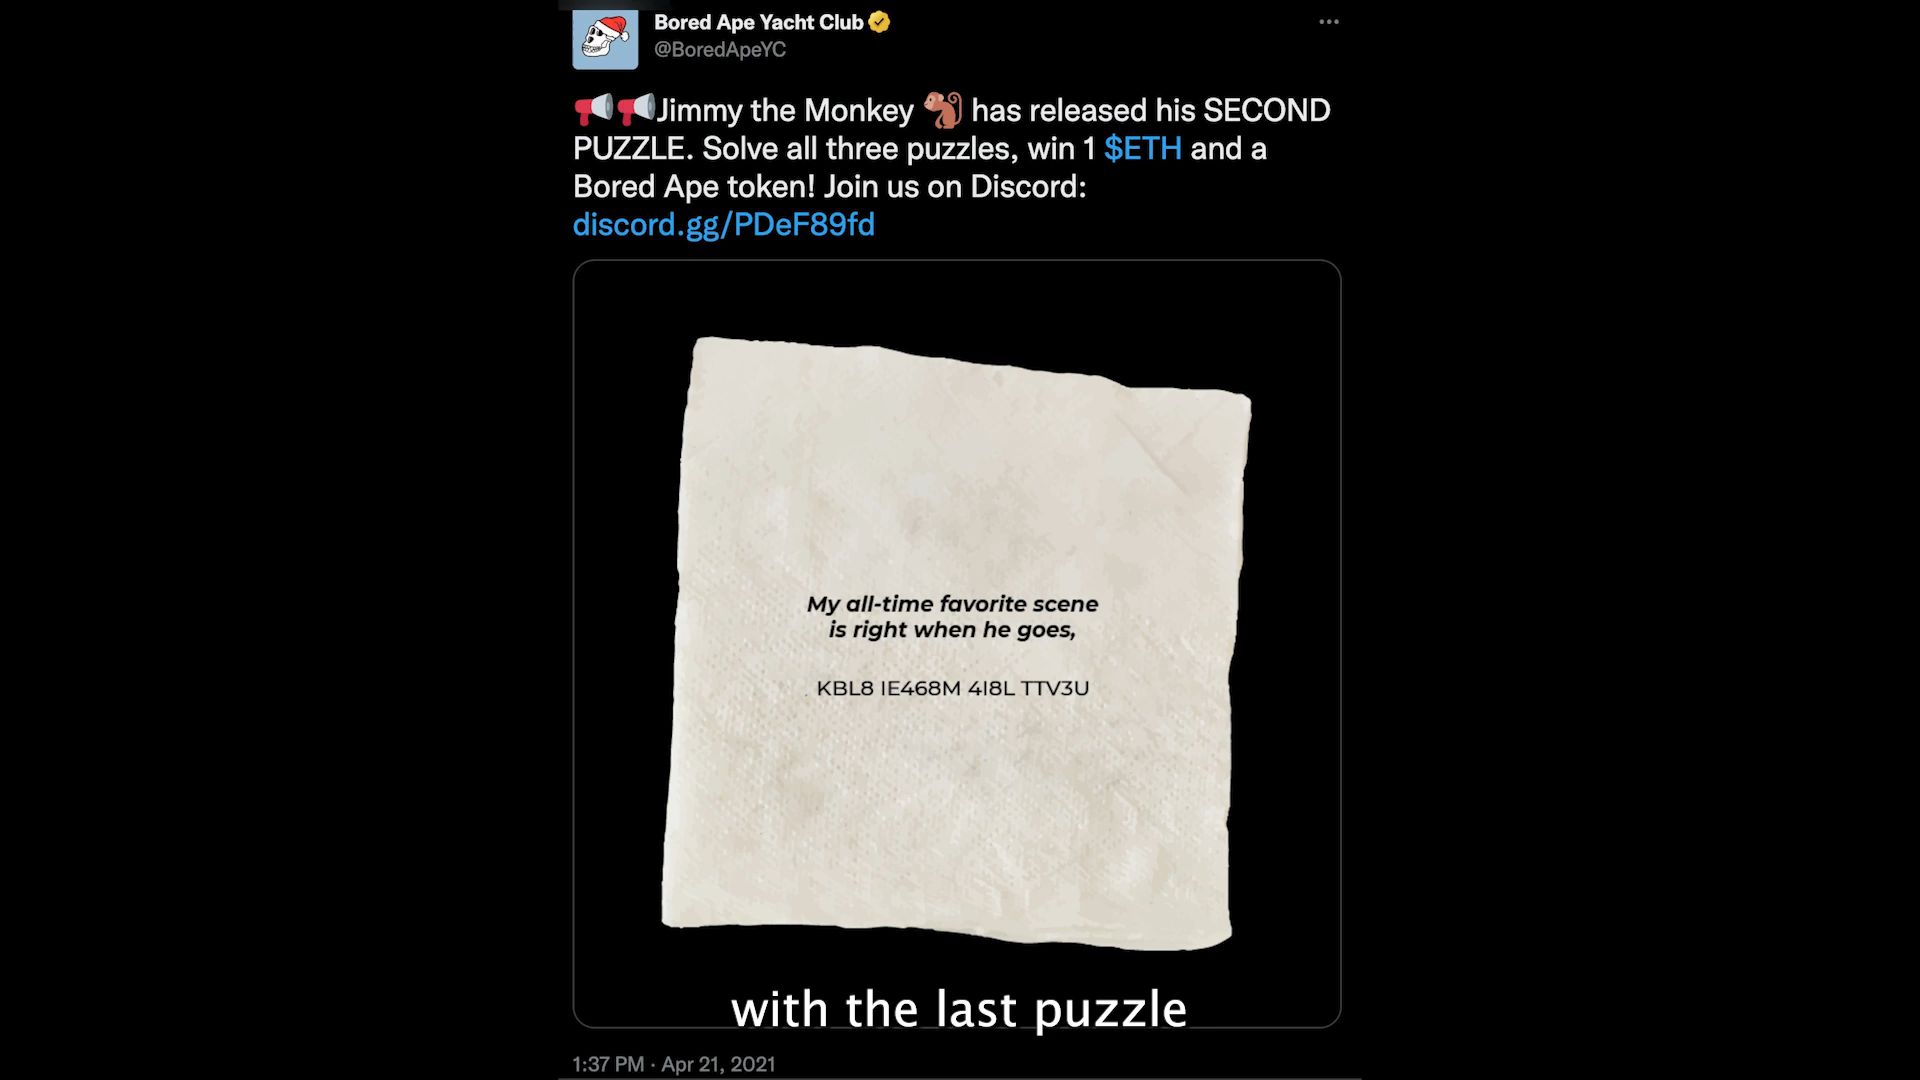 Bored Ape Yacht Club
@BoredApeYC
📢📢Jimmy the Monkey 🐒 has released his SECOND
PUZZLE. Solve all three puzzles, win 1 $ETH and a
Bored Ape token! Join us on Discord:
discord.gg/PDeF89fd
My all-time favorite scene
is right when he goes,
KBL8 IE468M 4I8L TTV3U
with the last puzzle
1:37 PM · Apr 21, 2021